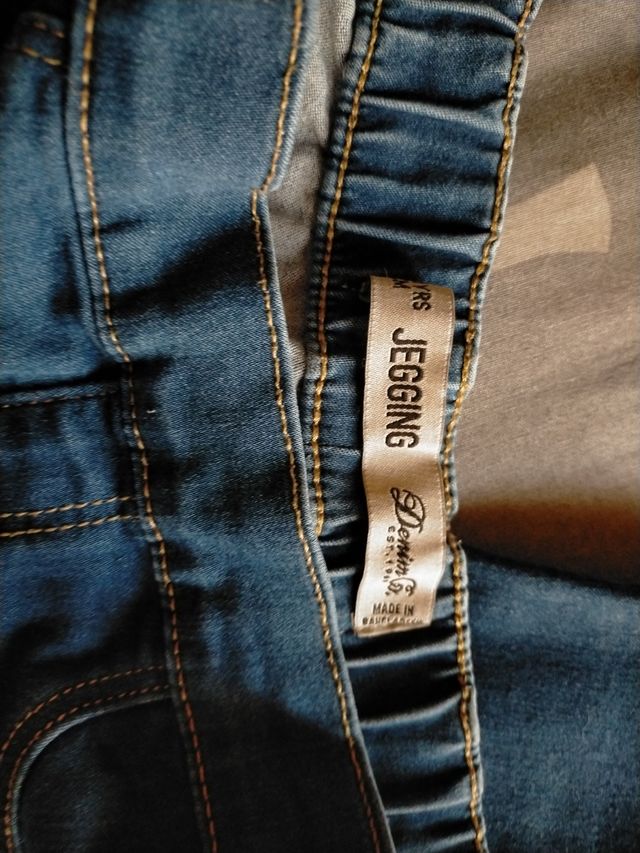 YRS
JEGGING
Denim Co.
MADE IN